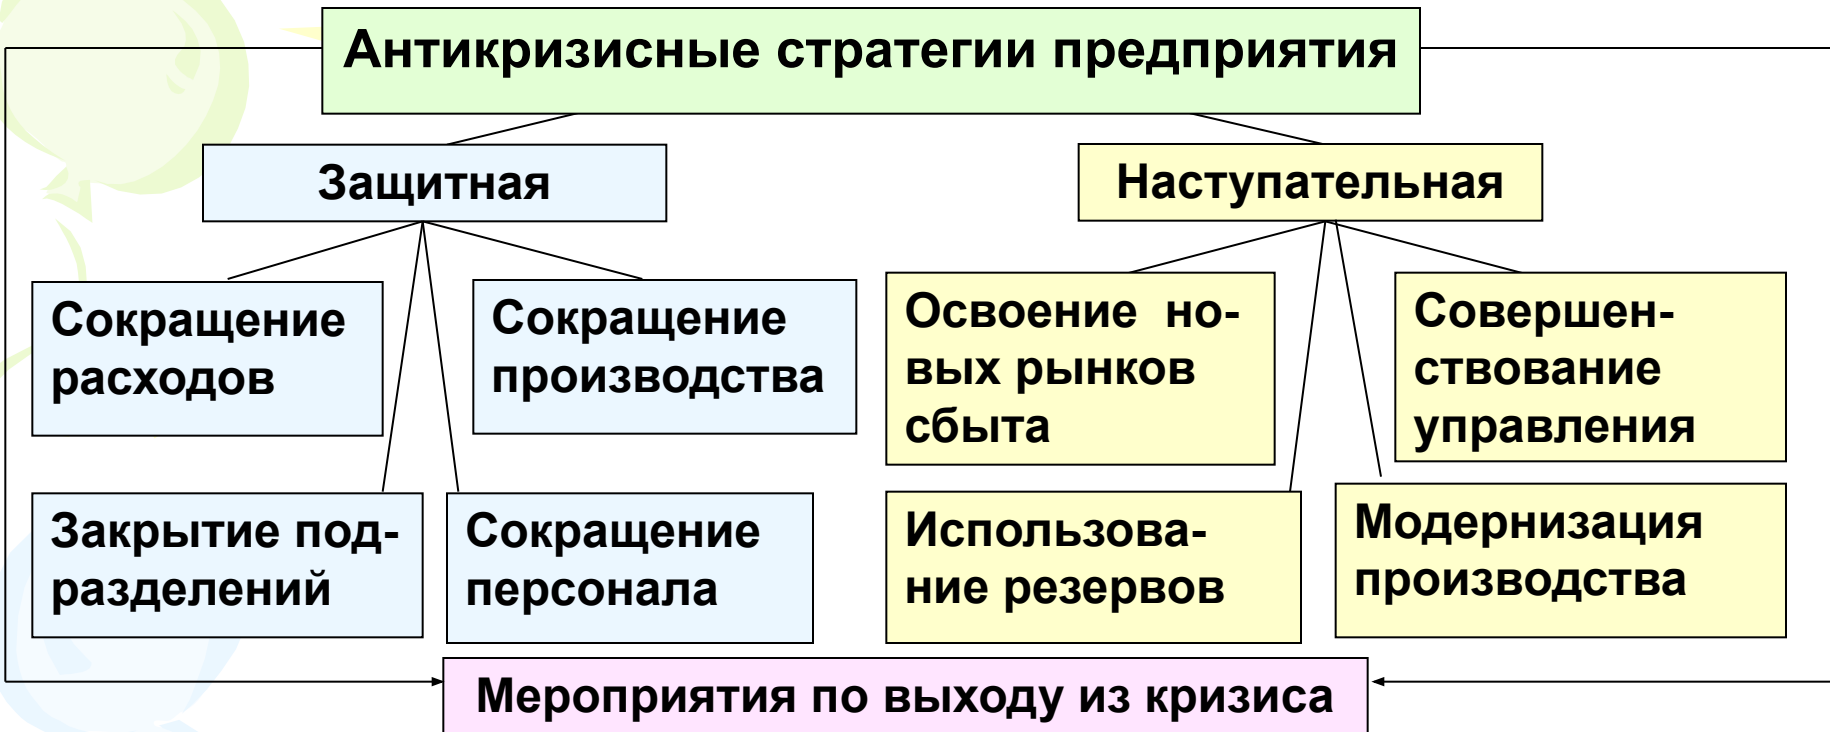 Антикризисные стратегии предприятия
Защитная
Наступательная
Сокращение
расходов
Сокращение
производства
Освоение но-
вых рынков
сбыта
Совершен-
ствование
управления
Закрытие под-
разделений
Сокращение
персонала
Использова-
ние резервов
Модернизация
производства
Мероприятия по выходу из кризиса